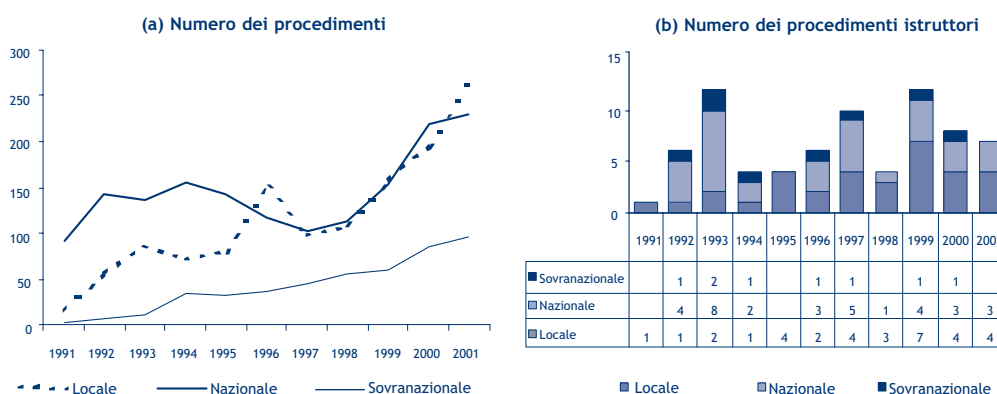 (a) Numero dei procedimenti
300
250
200
150
100
50
0
1991 1992 1993 1994 1995 1996 1997 1998 1999 2000 2001
Locale Nazionale Sovranazionale
(b) Numero dei procedimenti istruttori
15
10
5
0
1991 1992 1993 1994 1995 1996 1997 1998 1999 2000 200
Sovranazionale 1 2 1 1 1 1 1
Nazionale 4 8 2 3 5 1 4 3 3
Locale 1 1 2 1 4 2 4 3 7 4 4
Locale Nazionale Sovranazionale